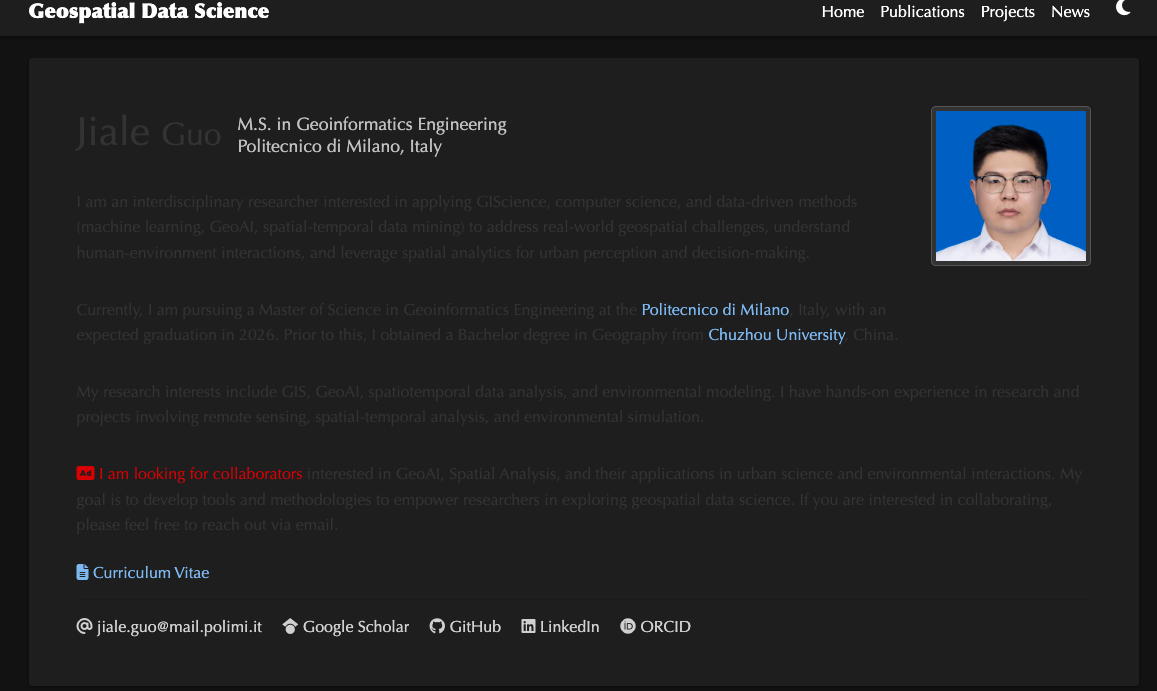 Geospatial Data Science
Home Publications Projects News
Jiale Guo
M.S. in Geoinformatics Engineering
Politecnico di Milano, Italy
I am an interdisciplinary researcher interested in applying GIScience, computer science, and data-driven methods
(machine learning, GeoAI, spatial-temporal data mining) to address real-world geospatial challenges, understand
human-environment interactions, and leverage spatial analytics for urban perception and decision-making.
Currently, I am pursuing a Master of Science in Geoinformatics Engineering at the Politecnico di Milano, Italy, with an
expected graduation in 2026. Prior to this, I obtained a Bachelor degree in Geography from Chuzhou University, China.
My research interests include GIS, GeoAI, spatiotemporal data analysis, and environmental modeling. I have hands-on experience in research and
projects involving remote sensing, spatial-temporal analysis, and environmental simulation.
Ad I am looking for collaborators interested in GeoAI, Spatial Analysis, and their applications in urban science and environmental interactions. My
goal is to develop tools and methodologies to empower researchers in exploring geospatial data science. If you are interested in collaborating,
please feel free to reach out via email.
Curriculum Vitae
jiale.guo@mail.polimi.it Google Scholar GitHub LinkedIn ORCID